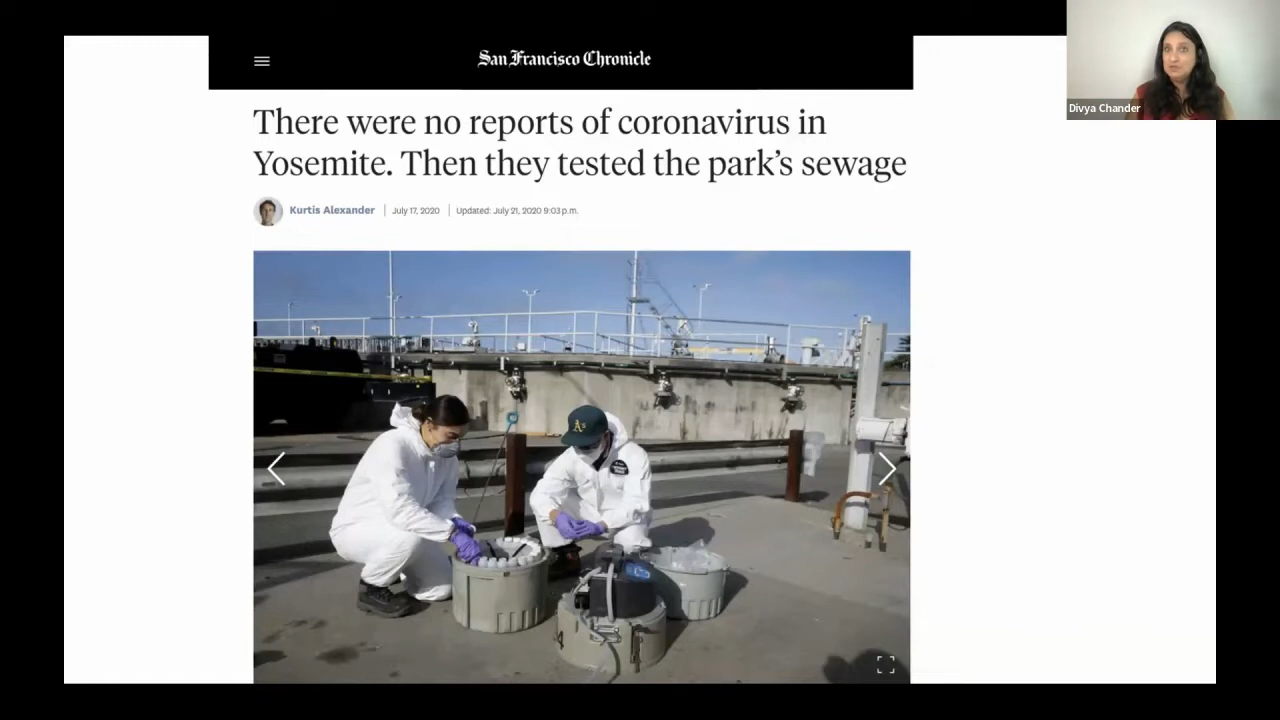 San Francisco Chronicle
There were no reports of coronavirus in
Yosemite. Then they tested the park's sewage
Kurtis Alexander July 17, 2020 Updated: July 21, 2020 9:03 p.m.
Divya Chander
A's